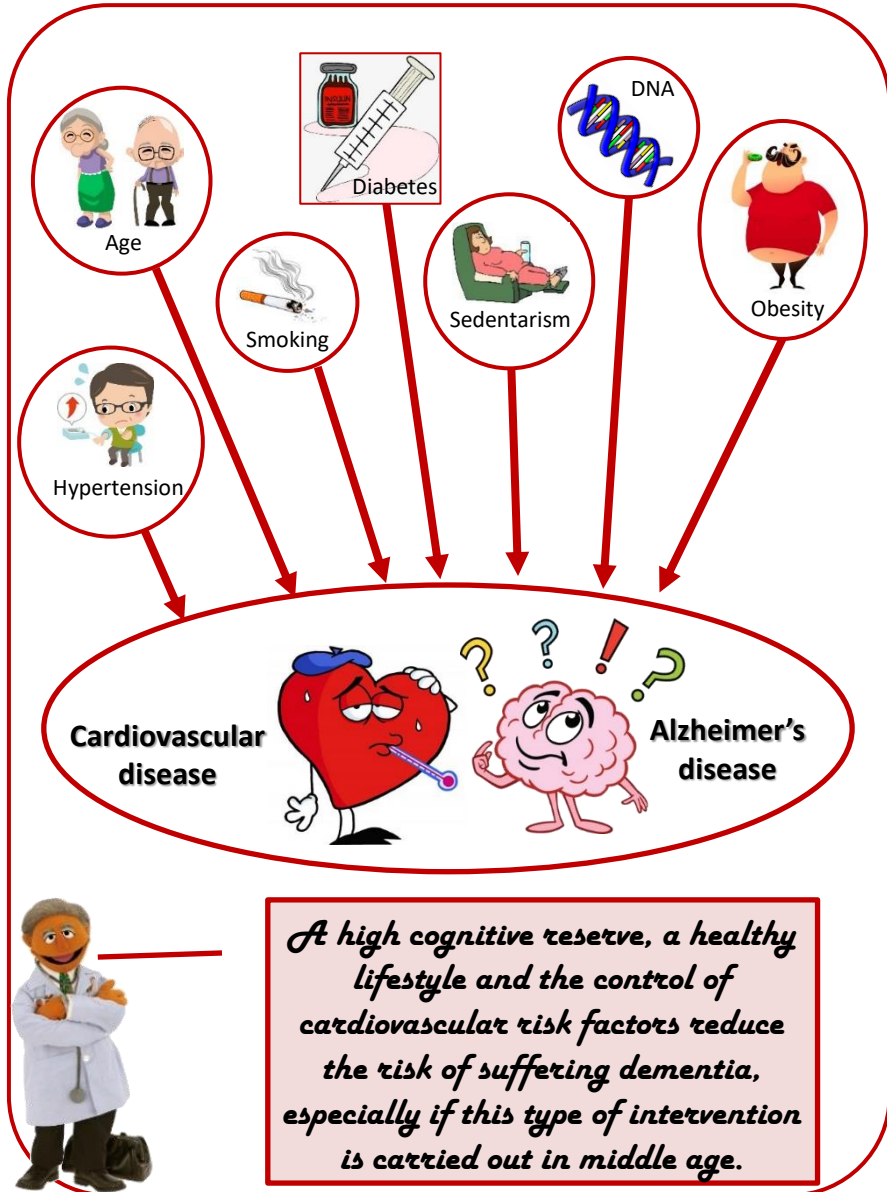 DNA
INSULIN
Diabetes
Age
Obesity
Sedentarism
Smoking
Hypertension
Cardiovascular
disease
Alzheimer’s
disease
A high cognitive reserve, a healthy
lifestyle and the control of
cardiovascular risk factors reduce
the risk of suffering dementia,
especially if this type of intervention
is carried out in middle age.